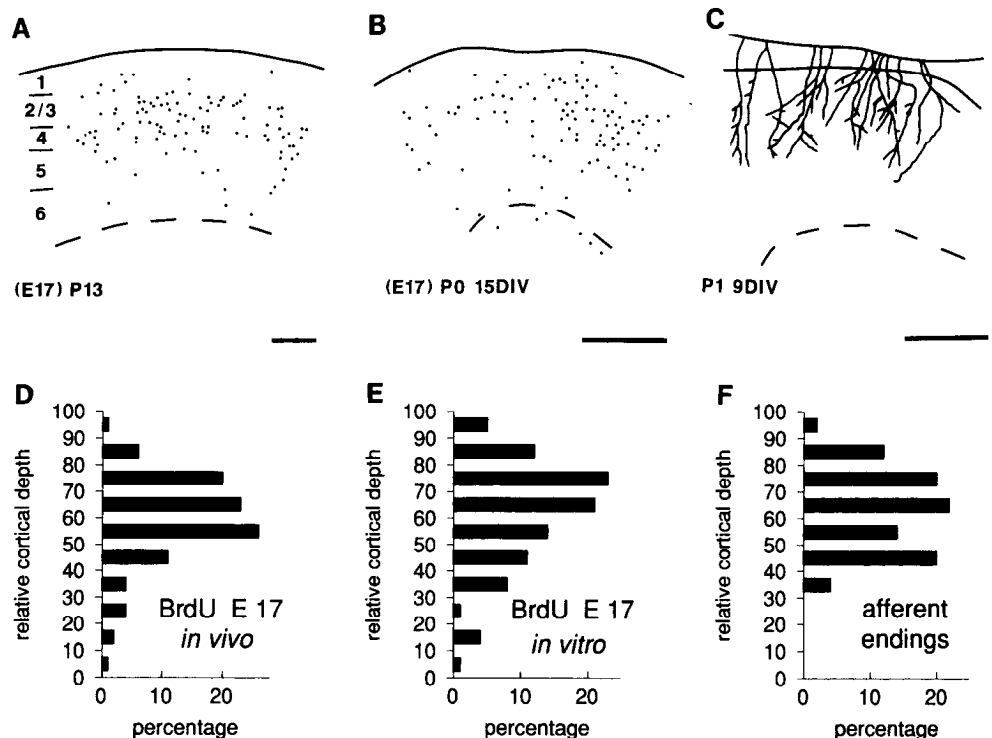 A
B
C
1
2/3
4
5
6
(E17) P13
(E17) P0 15DIV
P1 9DIV
D
100
90
80
70
60
50
40
30
20
10
0
relative cortical depth
BrdU E 17
in vivo
0 10 20
percentage
E
100
90
80
70
60
50
40
30
20
10
0
relative cortical depth
BrdU E 17
in vitro
0 10 20
percentage
F
100
90
80
70
60
50
40
30
20
10
0
relative cortical depth
afferent
endings
0 10 20
percentage